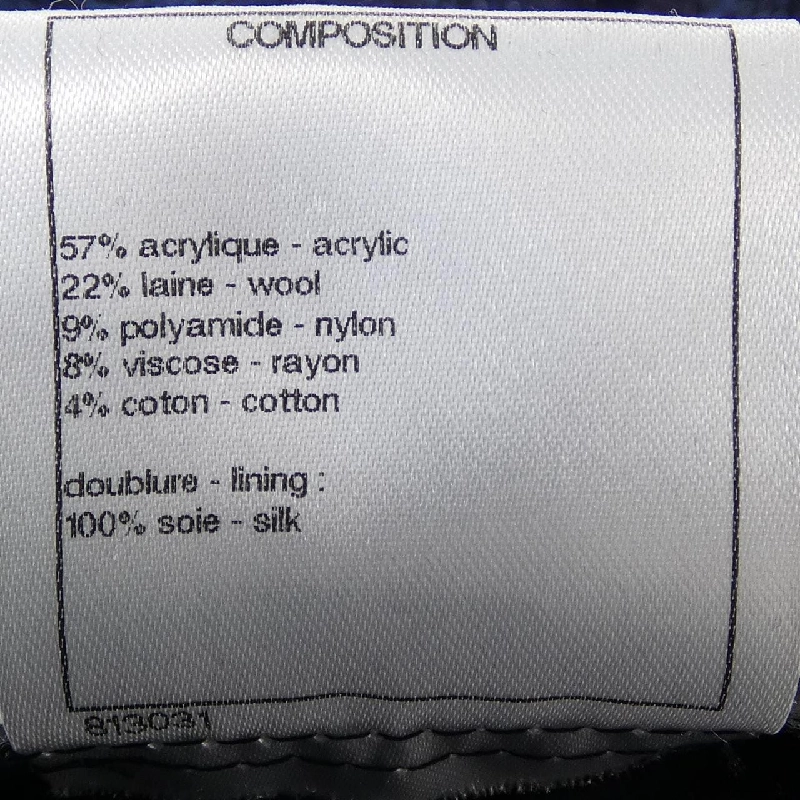 COMPOSITION
57% acrylique - acrylic
22% laine - wool
9% polyamide - nylon
8% viscose - rayon
4% coton - cotton
doublure - lining :
100% soie - silk
813031